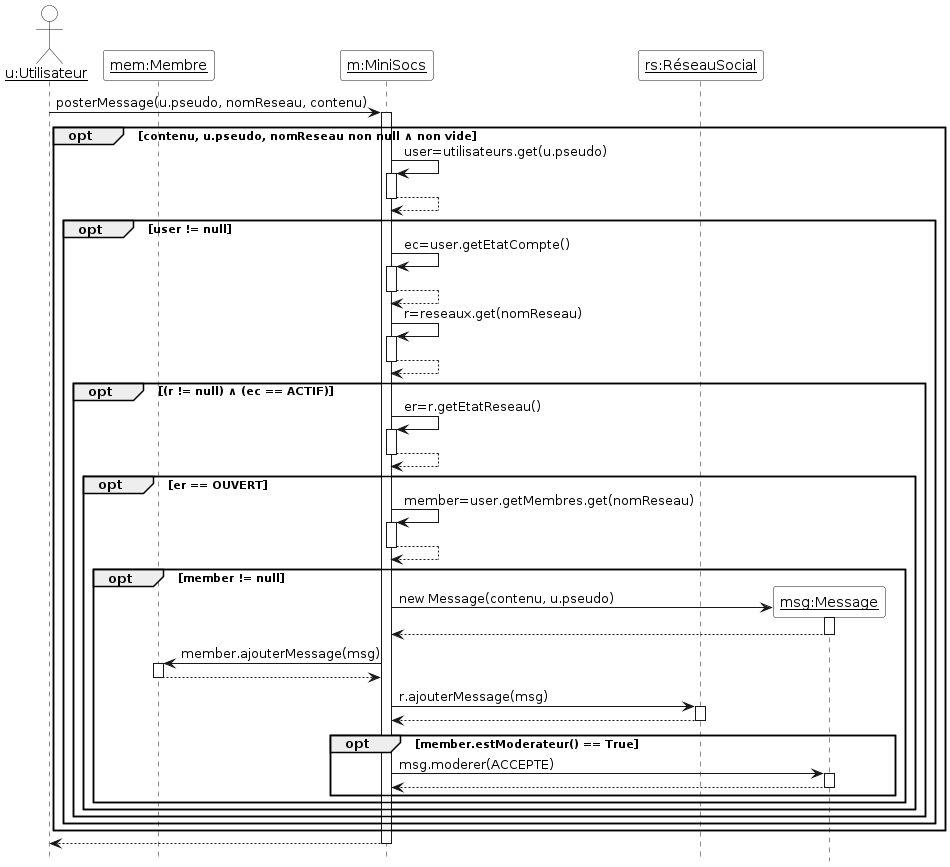 u:Utilisateur
mem:Membre
m:MiniSocs
rs:RéseauSocial
posterMessage(u.pseudo, nomReseau, contenu)
opt [contenu, u.pseudo, nomReseau non null ∧ non vide]
user=utilisateurs.get(u.pseudo)
opt [user != null]
ec=user.getEtatCompte()
r=reseaux.get(nomReseau)
opt [(r != null) ∧ (ec == ACTIF)]
er=r.getEtatReseau()
opt [er == OUVERT]
member=user.getMembres.get(nomReseau)
opt [member != null]
new Message(contenu, u.pseudo)
msg:Message
member.ajouterMessage(msg)
r.ajouterMessage(msg)
opt [member.estModerateur() == True]
msg.moderer(ACCEPTE)